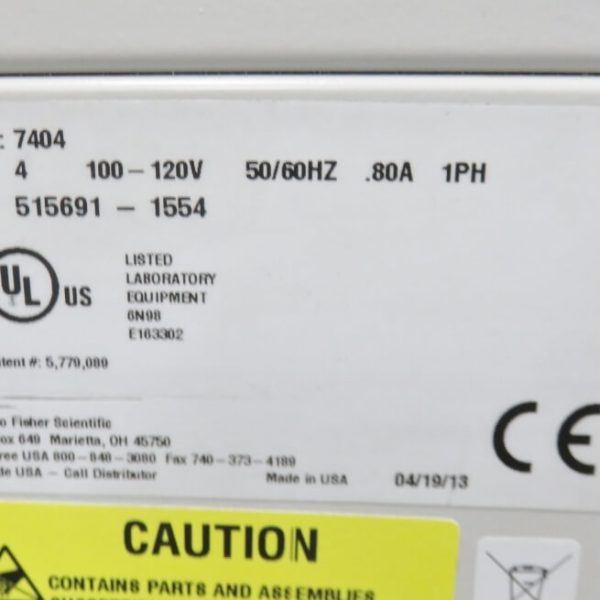 : 7404
4 100-120V 50/60HZ .80A 1PH
515691 - 1554
UL US
LISTED
LABORATORY
EQUIPMENT
6N98
E163302
tent #: 5,779,089
o Fisher Scientific
ox 649 Marietta, OH 45750
ree USA 800-848-3080 Fax 740-373-4189
de USA - Call Distributor Made in USA 04/19/13
CE
CAUTION
CONTAINS PARTS AND ASSEMBLIES